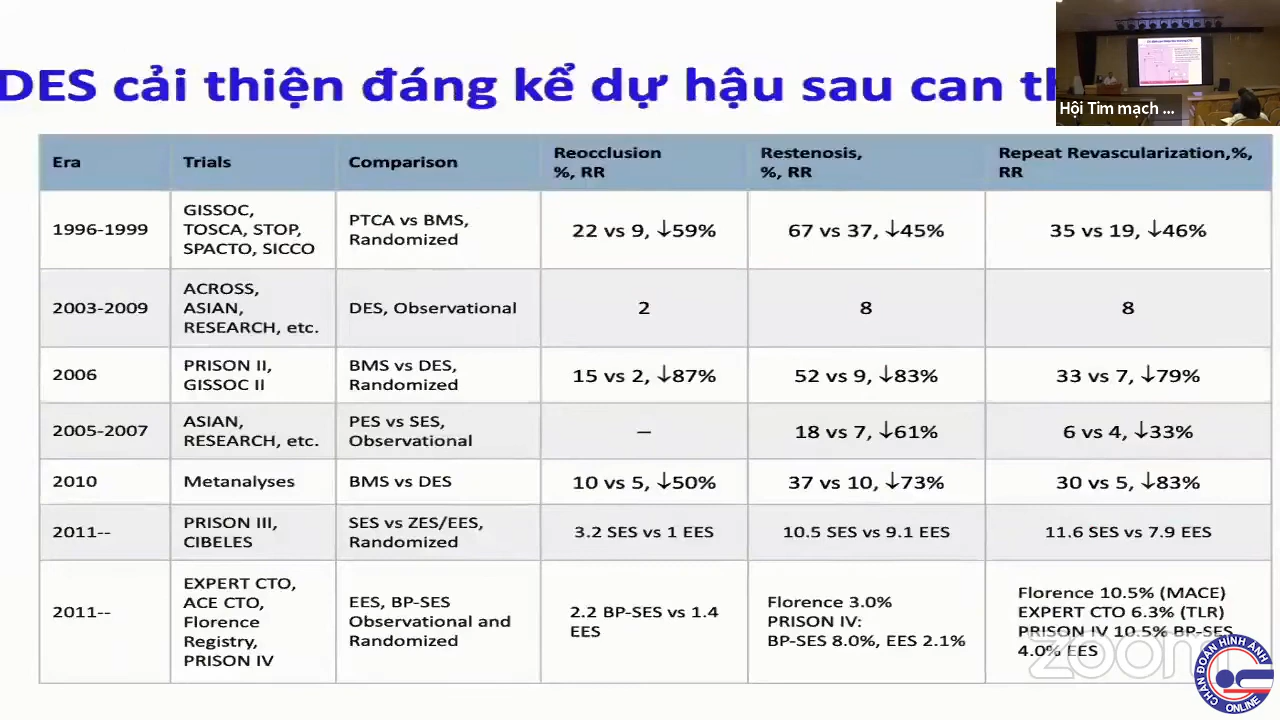 DES cải thiện đáng kể dự hậu sau can th
Hội Tim mạch ...
Era
Trials
Comparison
Reocclusion
%, RR
Restenosis,
%, RR
Repeat Revascularization,%,
RR
1996-1999
GISSOC,
TOSCA, STOP,
SPACTO, SICCO
PTCA vs BMS,
Randomized
22 vs 9, ↓59%
67 vs 37, ↓45%
35 vs 19, ↓46%
2003-2009
ACROSS,
ASIAN,
RESEARCH, etc.
DES, Observational
2
8
8
2006
PRISON II,
GISSOC II
BMS vs DES,
Randomized
15 vs 2, ↓87%
52 vs 9, ↓83%
33 vs 7, ↓79%
2005-2007
ASIAN,
RESEARCH, etc.
PES vs SES,
Observational
—
18 vs 7, ↓61%
6 vs 4, ↓33%
2010
Metanalyses
BMS vs DES
10 vs 5, ↓50%
37 vs 10, ↓73%
30 vs 5, ↓83%
2011--
PRISON III,
CIBELES
SES vs ZES/EES,
Randomized
3.2 SES vs 1 EES
10.5 SES vs 9.1 EES
11.6 SES vs 7.9 EES
2011--
EXPERT CTO,
ACE CTO,
Florence
Registry,
PRISON IV
EES, BP-SES
Observational and
Randomized
2.2 BP-SES vs 1.4
EES
Florence 3.0%
PRISON IV:
BP-SES 8.0%, EES 2.1%
Florence 10.5% (MACE)
EXPERT CTO 6.3% (TLR)
PRISON IV 10.5% BP-SES
4.0% EES
zoom
CHẨN ĐOÁN HÌNH ẢNH
ONLINE